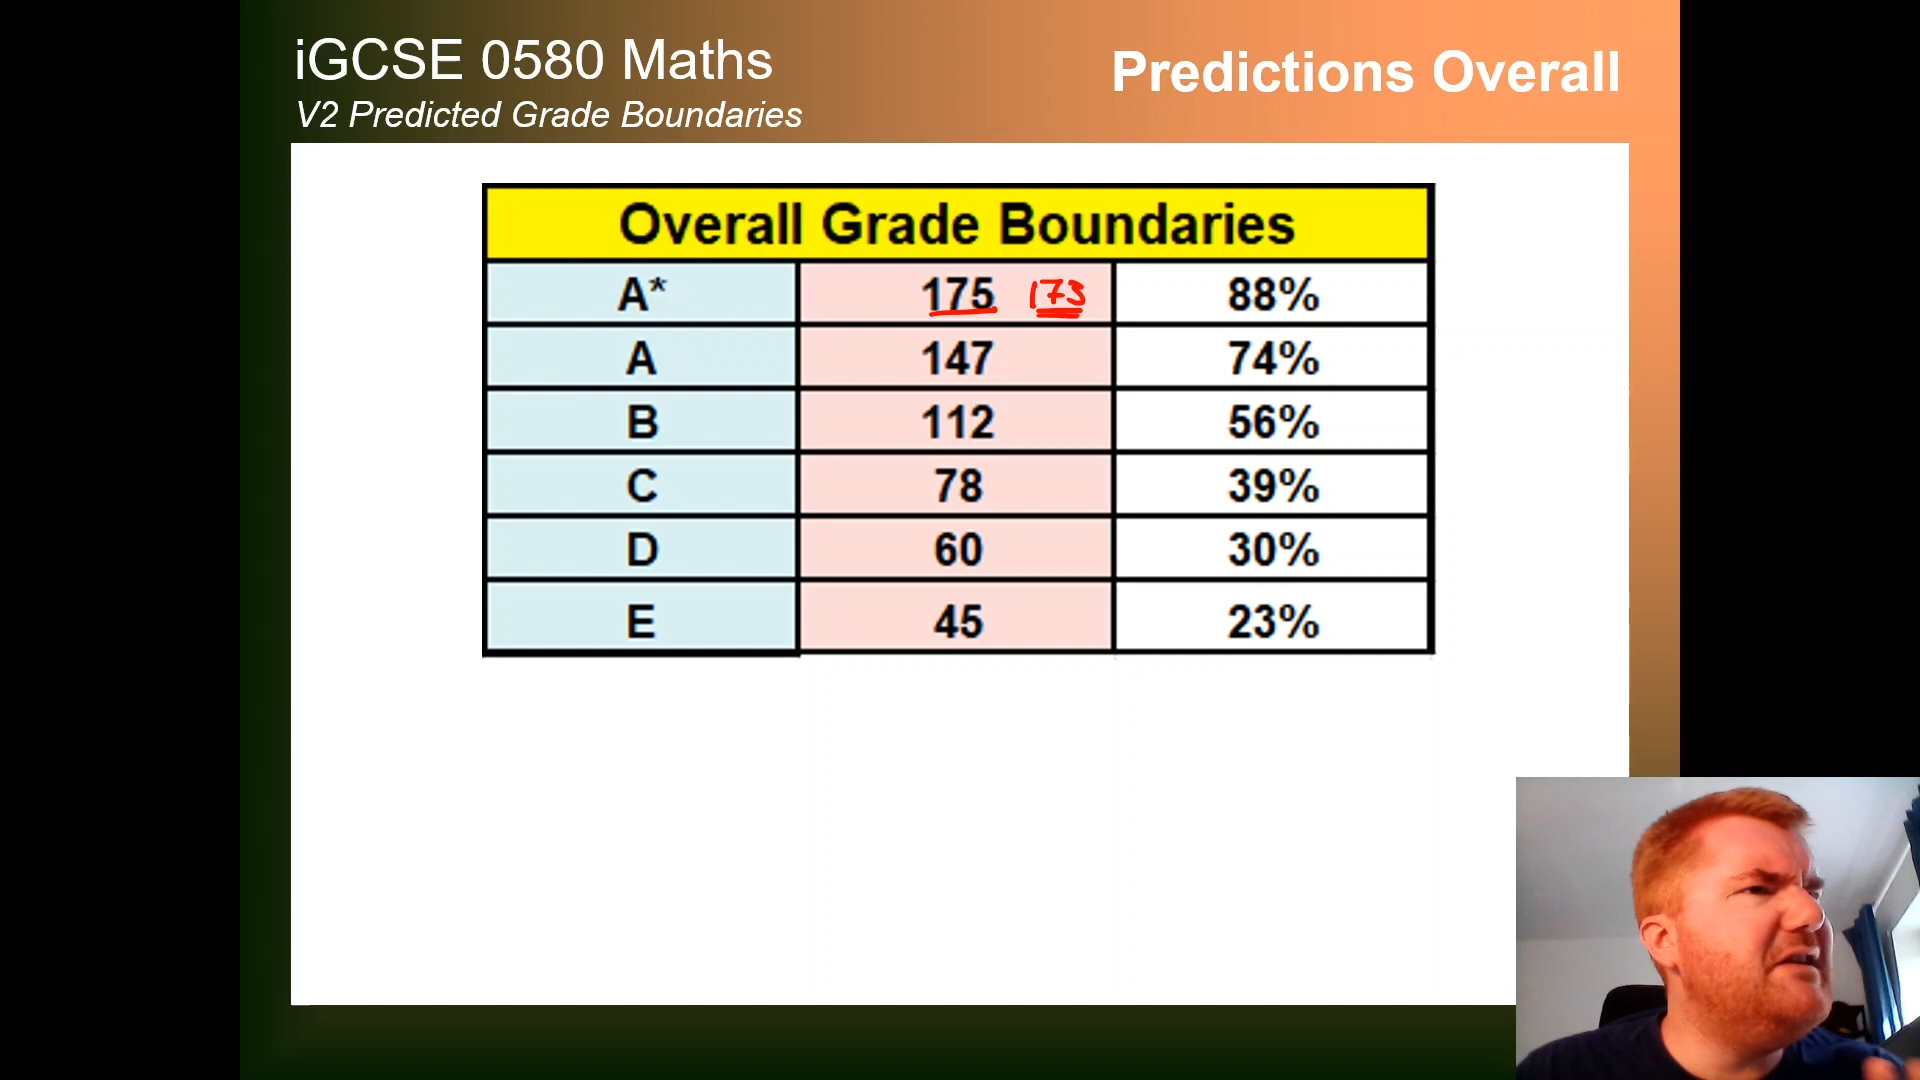 iGCSE 0580 Maths
V2 Predicted Grade Boundaries
Predictions Overall
Overall Grade Boundaries
A* 175 173 88%
A 147 74%
B 112 56%
C 78 39%
D 60 30%
E 45 23%